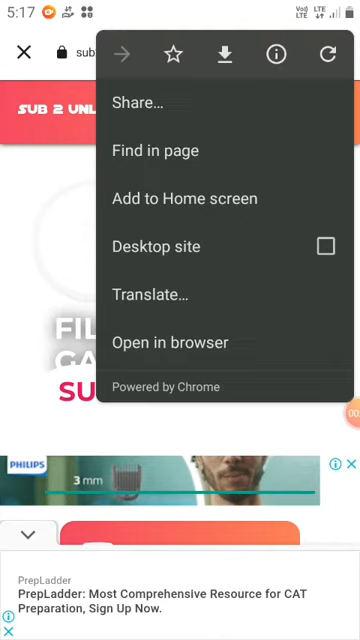 5:17
Vo))
LTE
LTE
sub
SUB 2 UNL
Share…
Find in page
Add to Home screen
Desktop site
Translate…
Open in browser
Powered by Chrome
FIL
GA
SU
00:
PHILIPS
3 mm
PrepLadder
PrepLadder: Most Comprehensive Resource for CAT
Preparation, Sign Up Now.